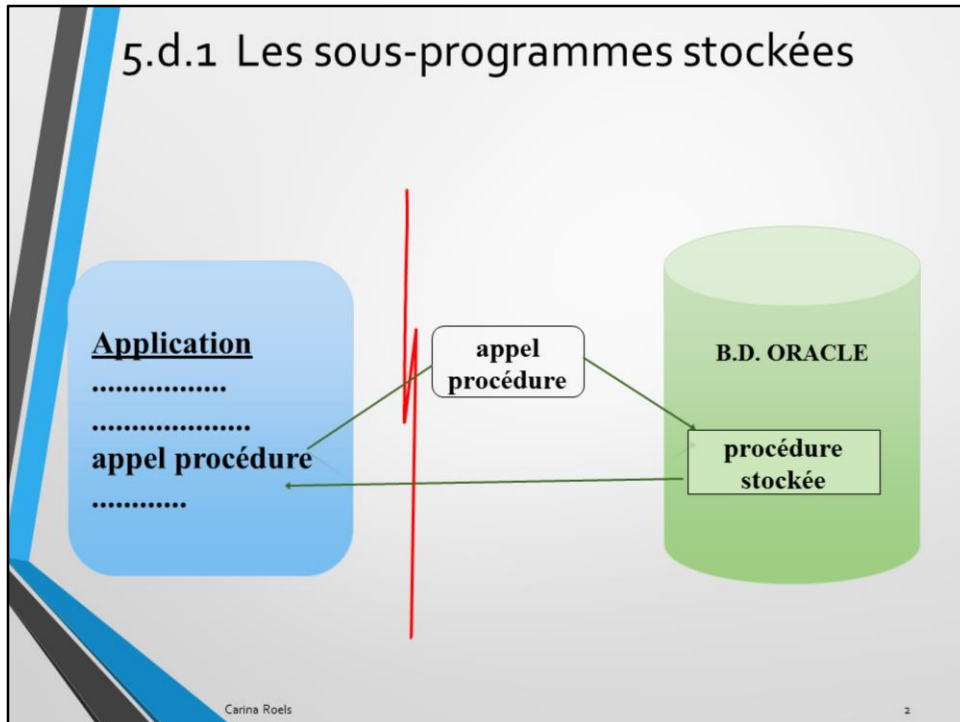 5.d.1 Les sous-programmes stockées
Application
.................
....................
appel procédure
............
appel
procédure
B.D. ORACLE
procédure
stockée
Carina Roels
2